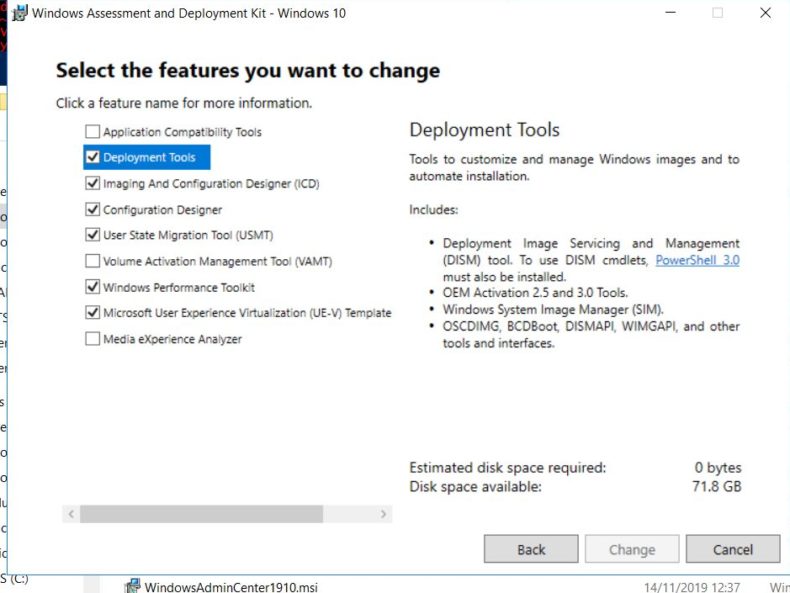 Windows Assessment and Deployment Kit - Windows 10
Select the features you want to change
Click a feature name for more information.
Application Compatibility Tools
Deployment Tools
Imaging And Configuration Designer (ICD)
Configuration Designer
User State Migration Tool (USMT)
Volume Activation Management Tool (VAMT)
Windows Performance Toolkit
Microsoft User Experience Virtualization (UE-V) Template
Media eXperience Analyzer
Deployment Tools
Tools to customize and manage Windows images and to
automate installation.
Includes:
• Deployment Image Servicing and Management
(DISM) tool. To use DISM cmdlets, PowerShell 3.0
must also be installed.
• OEM Activation 2.5 and 3.0 Tools.
• Windows System Image Manager (SIM).
• OSCDIMG, BCDBoot, DISMAPI, WIMGAPI, and other
tools and interfaces.
Estimated disk space required: 0 bytes
Disk space available: 71.8 GB
Back Change Cancel
S (C:)
WindowsAdminCenter1910.msi 14/11/2019 12:37 Win